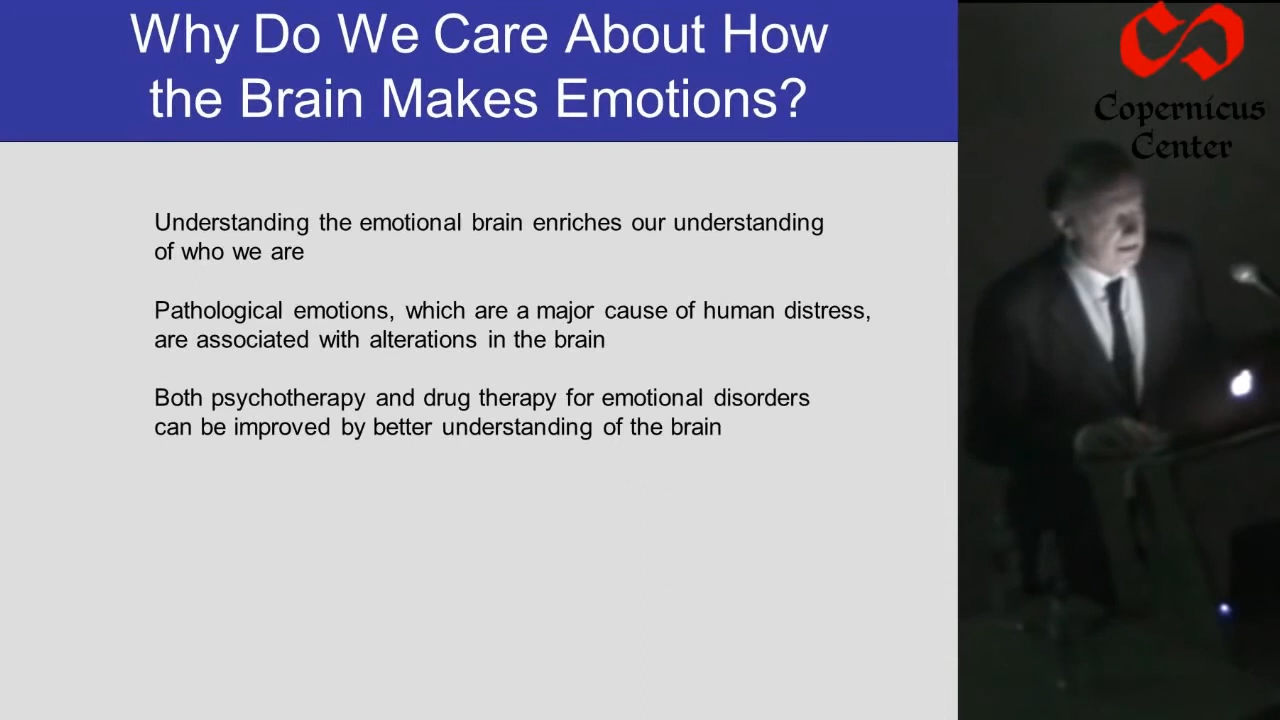 Why Do We Care About How
the Brain Makes Emotions?
Understanding the emotional brain enriches our understanding
of who we are
Pathological emotions, which are a major cause of human distress,
are associated with alterations in the brain
Both psychotherapy and drug therapy for emotional disorders
can be improved by better understanding of the brain
Copernicus
Center